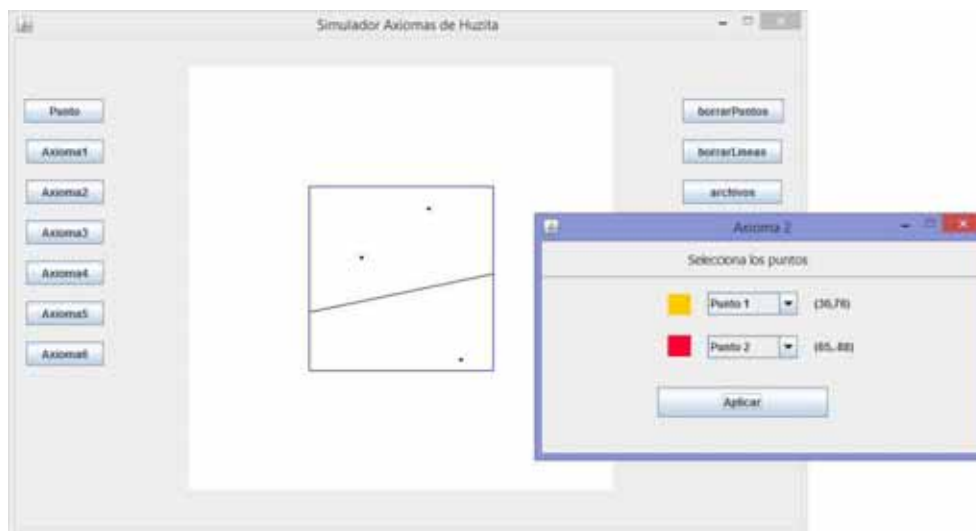 Simulador Axiomas de Huzita
Punto
Axioma1
Axioma2
Axioma3
Axioma4
Axioma5
Axioma6
borrarPuntos
borrarLineas
archivos
Axioma 2
Selecciona los puntos
Punto 1
(36,76)
Punto 2
(65,-88)
Aplicar